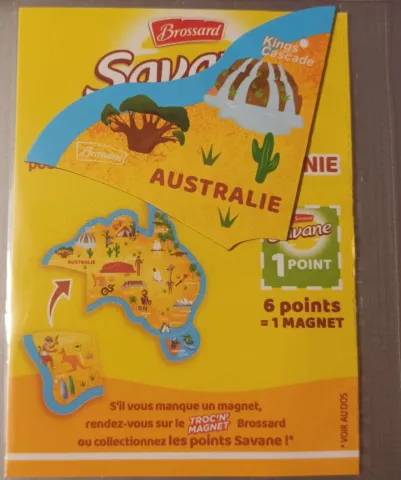 Brossard
Savane
Kings
Cascade
Brossard
AUSTRALIE
NIE
AUSTRALIE
Savane
1 POINT
6 points
= 1 MAGNET
S'il vous manque un magnet,
rendez-vous sur le TROC'N' MAGNET Brossard
ou collectionnez les points Savane !*
* VOIR AU DOS